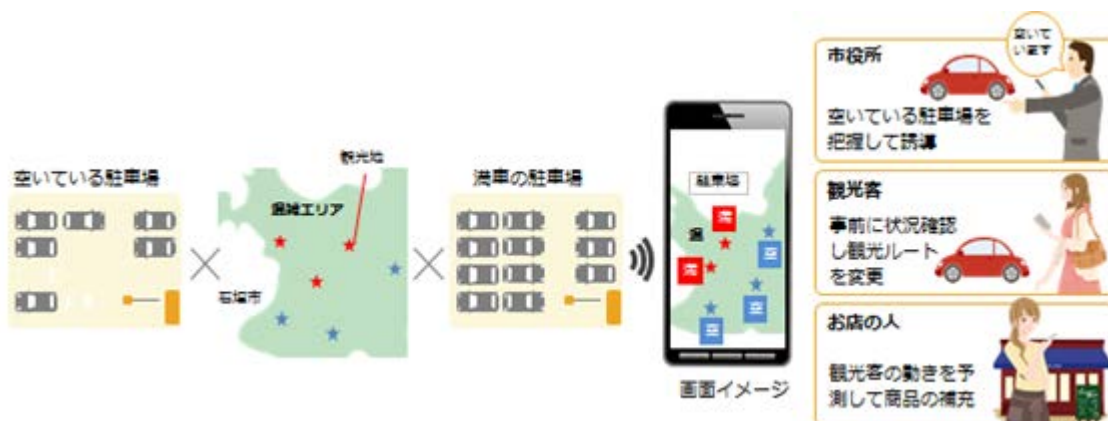 空いている駐車場
観光地
混雑エリア
石垣市
満車の駐車場
駐車場
満
混
満
空
空
空
画面イメージ
市役所
空いて
います
空いている駐車場を
把握して誘導
観光客
事前に状況確認
し観光ルート
を変更
お店の人
観光客の動きを予
測して商品の補充